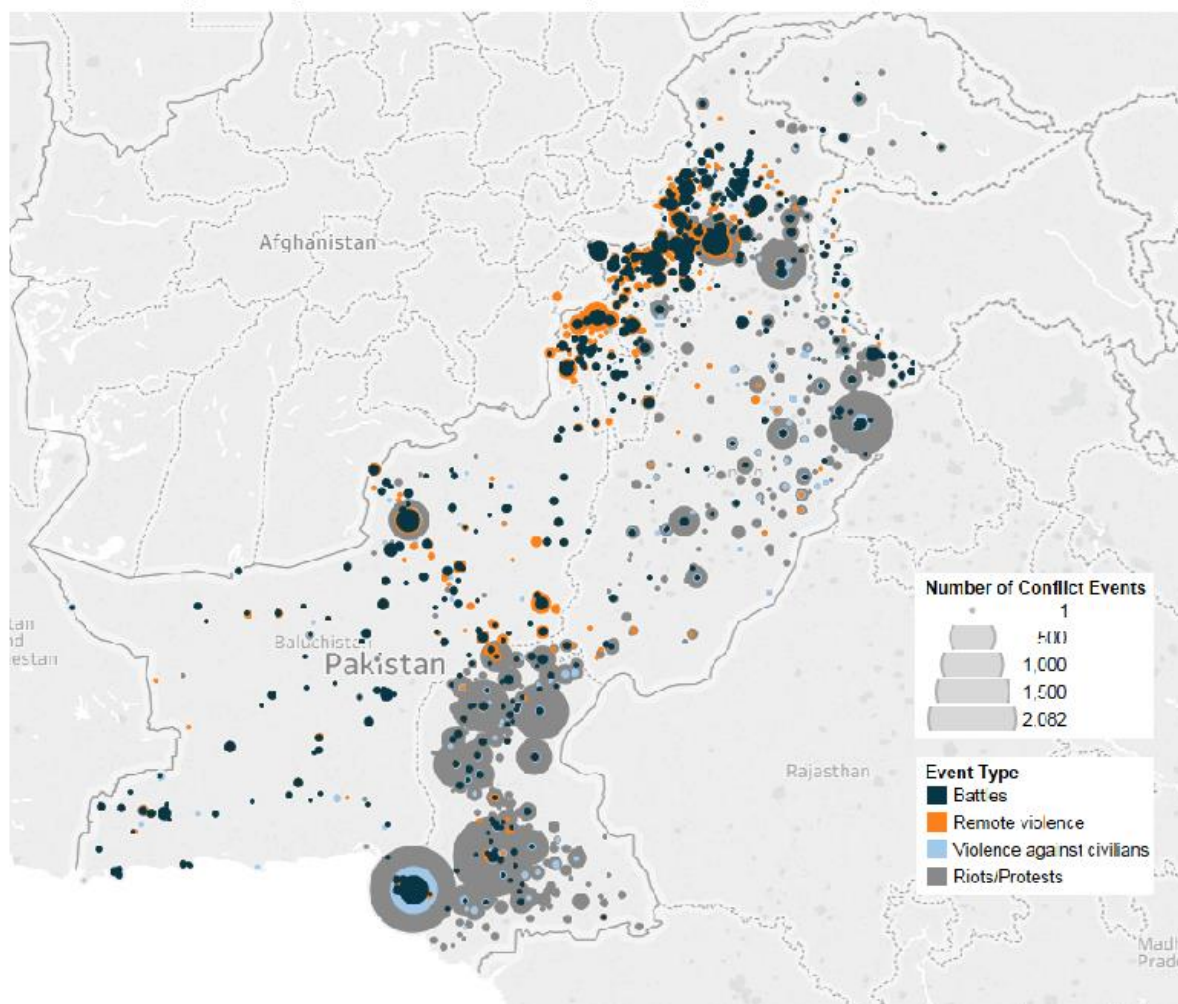 Afghanistan
Baluchistan
Pakistan
Rajasthan
Number of Conflict Events
1
500
1,000
1,500
2,082
Event Type
Battles
Remote violence
Violence against civilians
Riots/Protests